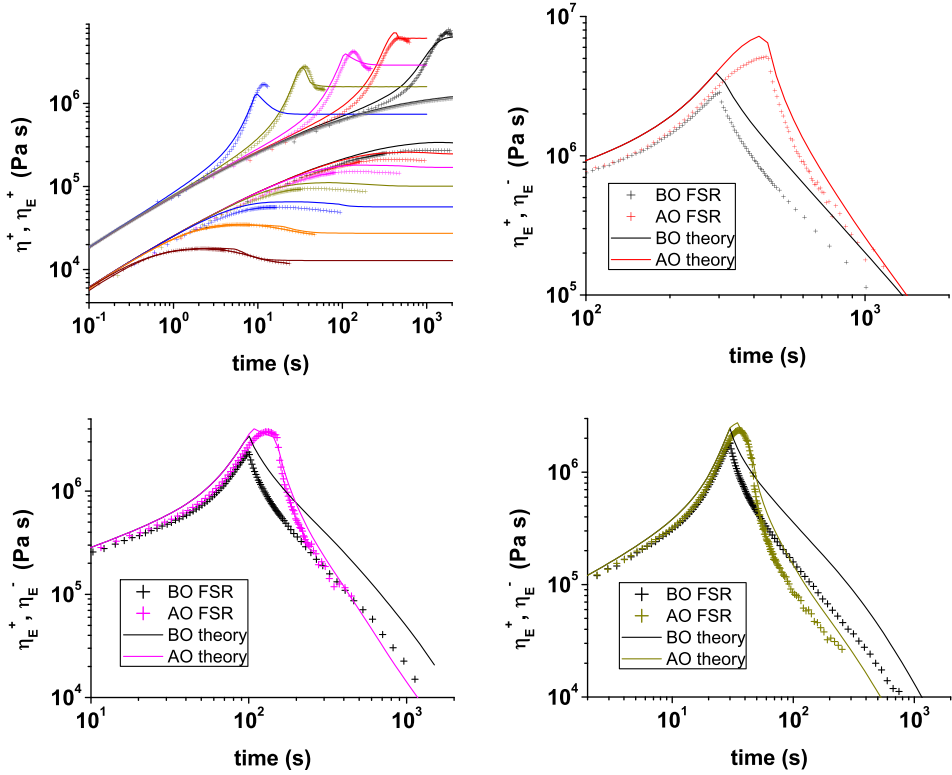 η⁺, η_E⁺ (Pa s)
10⁶
10⁵
10⁴
10⁻¹ 10⁰ 10¹ 10² 10³
time (s)
η_E⁺, η_E⁻ (Pa s)
10⁷
10⁶
10⁵
BO FSR
AO FSR
BO theory
AO theory
10² 10³
time (s)
η_E⁺, η_E⁻ (Pa s)
10⁶
10⁵
10⁴
BO FSR
AO FSR
BO theory
AO theory
10¹ 10² 10³
time (s)
η_E⁺, η_E⁻ (Pa s)
10⁶
10⁵
10⁴
BO FSR
AO FSR
BO theory
AO theory
10¹ 10² 10³
time (s)